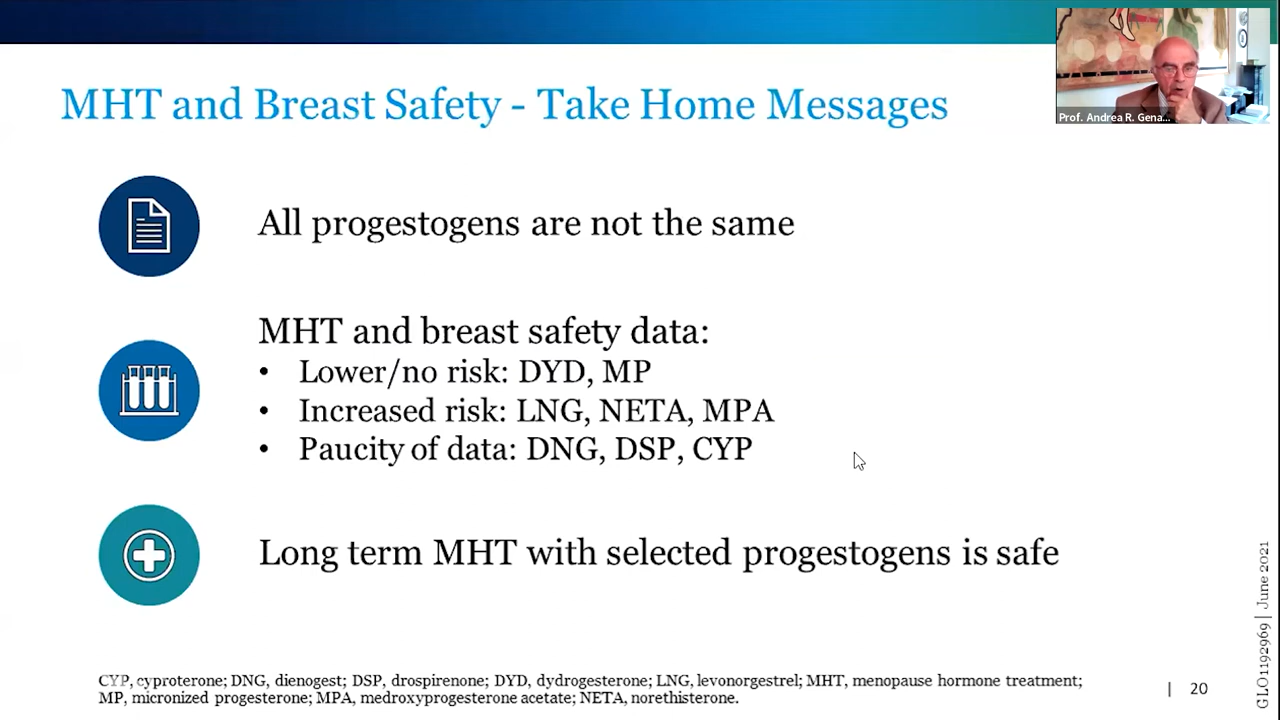 MHT and Breast Safety - Take Home Messages
Prof. Andrea R. Gena...
All progestogens are not the same
MHT and breast safety data:
• Lower/no risk: DYD, MP
• Increased risk: LNG, NETA, MPA
• Paucity of data: DNG, DSP, CYP
Long term MHT with selected progestogens is safe
CYP, cyproterone; DNG, dienogest; DSP, drospirenone; DYD, dydrogesterone; LNG, levonorgestrel; MHT, menopause hormone treatment;
MP, micronized progesterone; MPA, medroxyprogesterone acetate; NETA, norethisterone.
| 20
GLO1192969 | June 2021